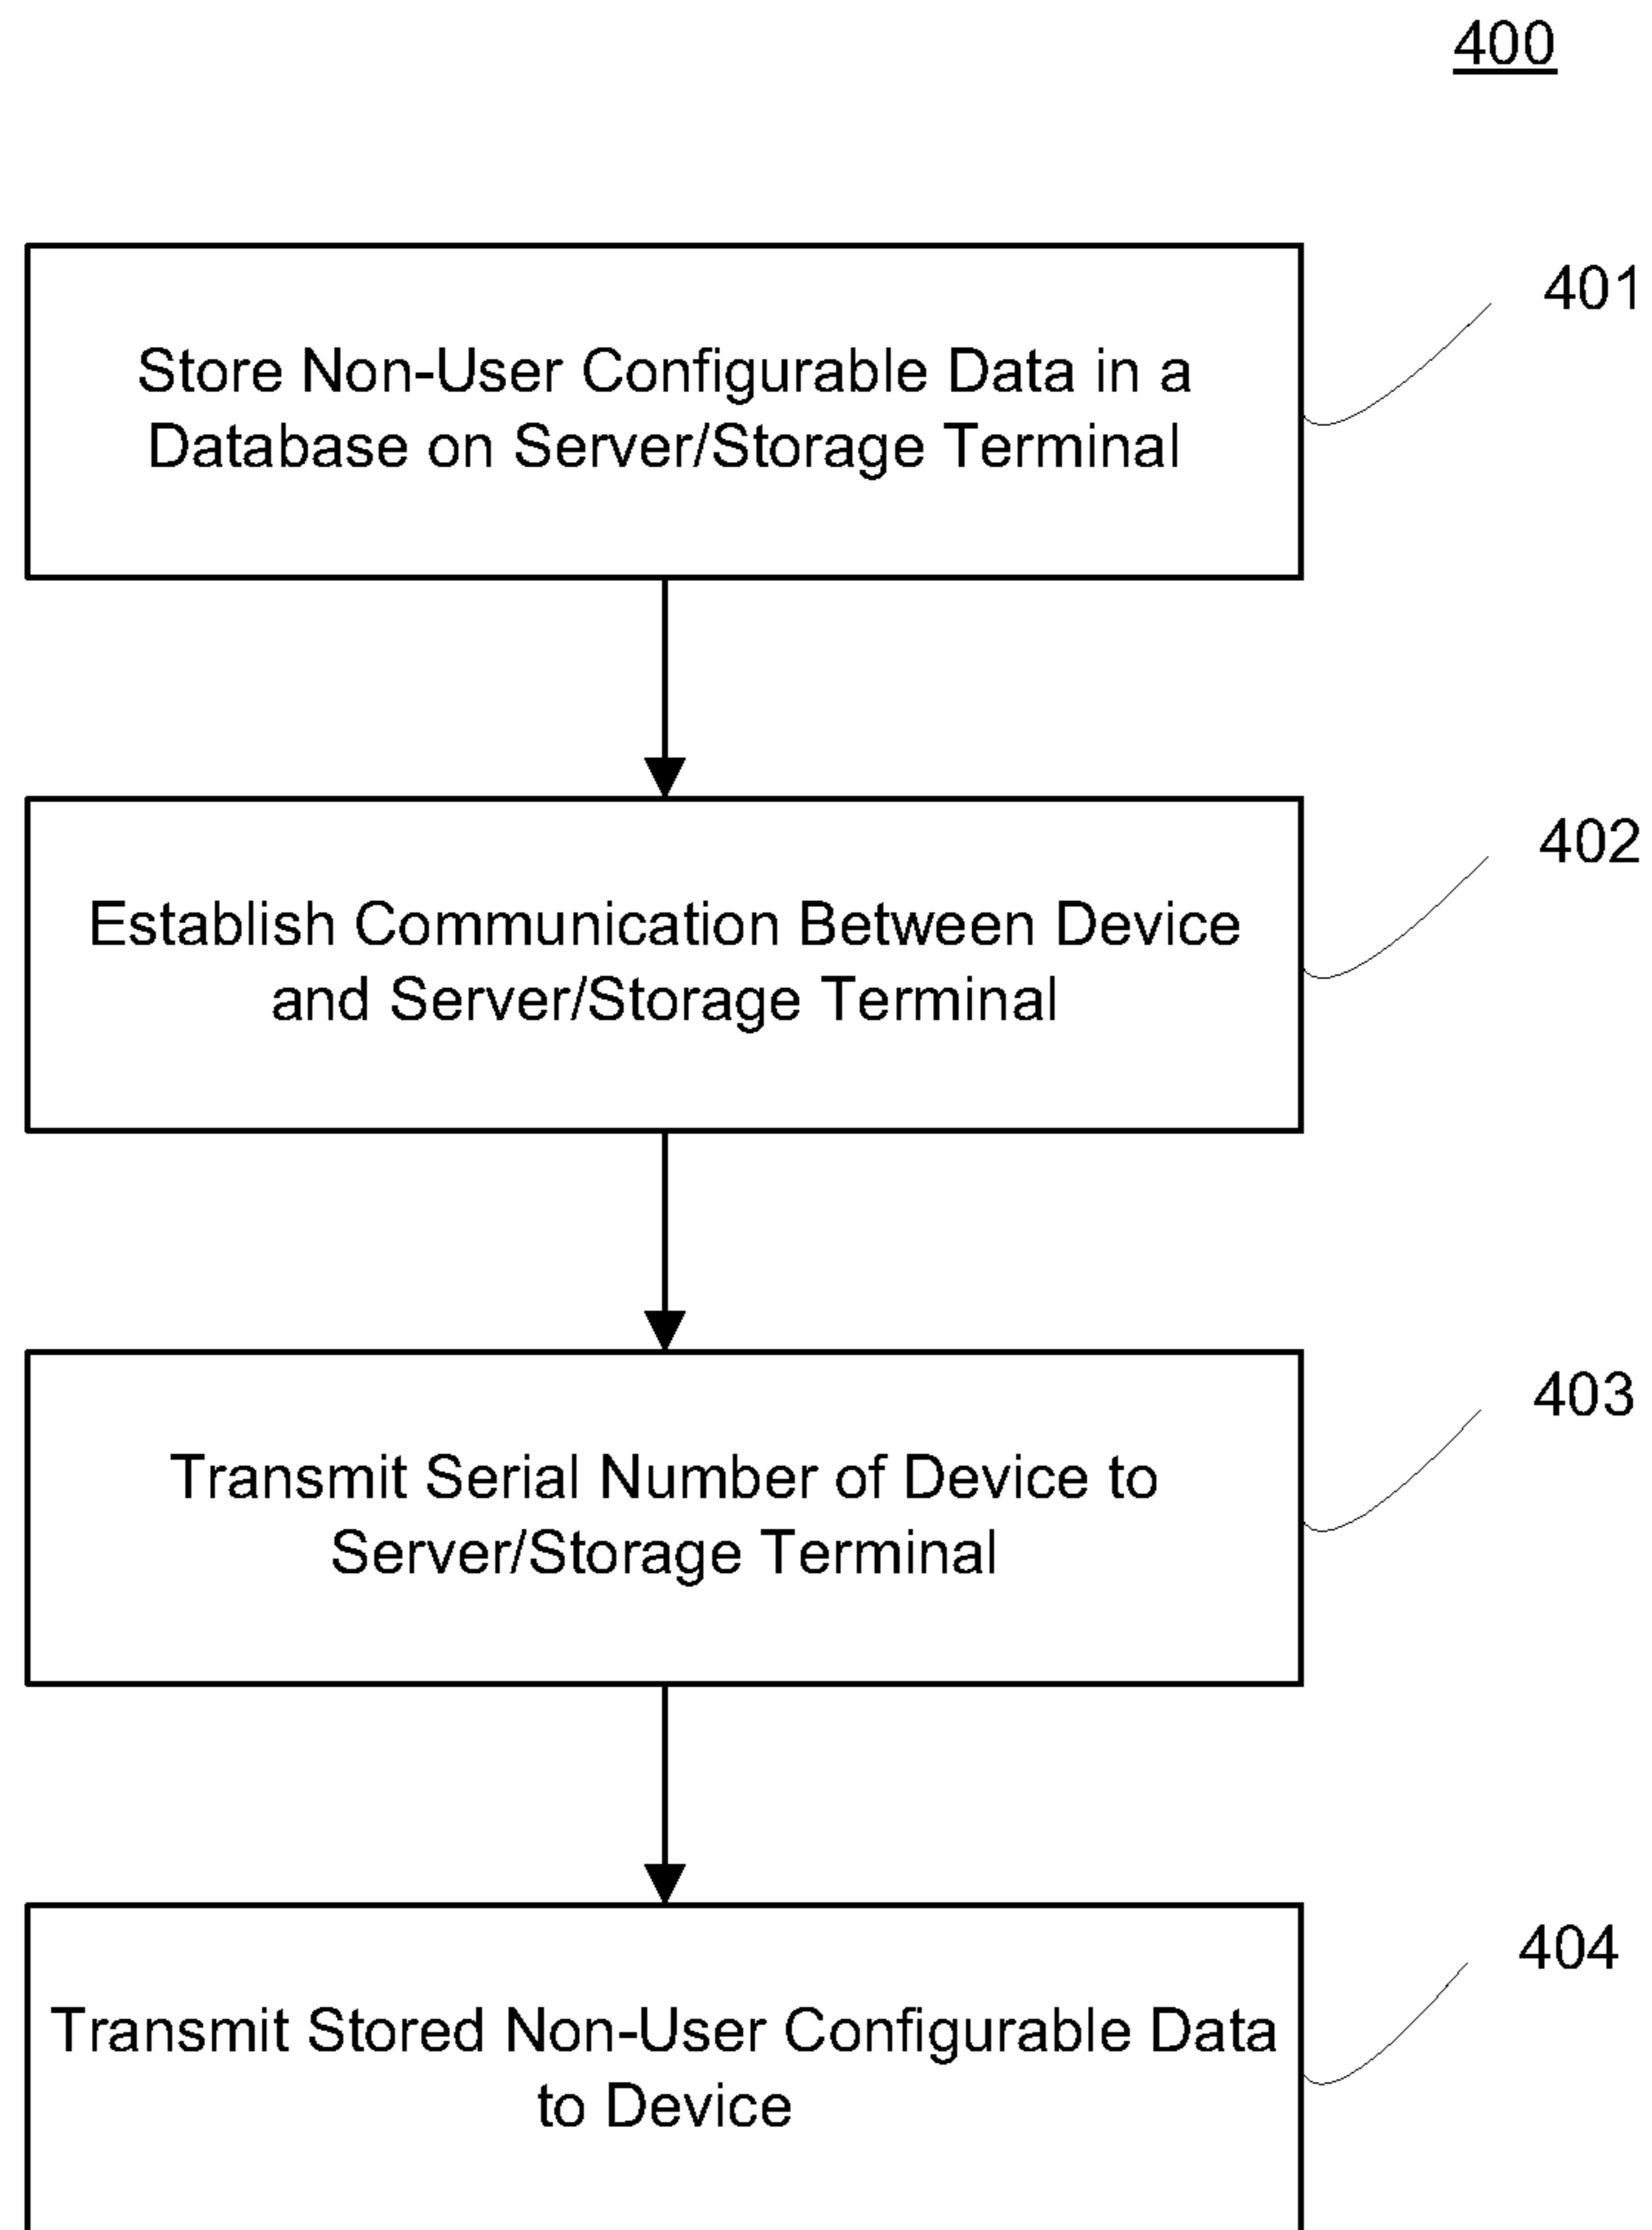 400
Store Non-User Configurable Data in a
Database on Server/Storage Terminal
401
Establish Communication Between Device
and Server/Storage Terminal
402
Transmit Serial Number of Device to
Server/Storage Terminal
403
Transmit Stored Non-User Configurable Data
to Device
404